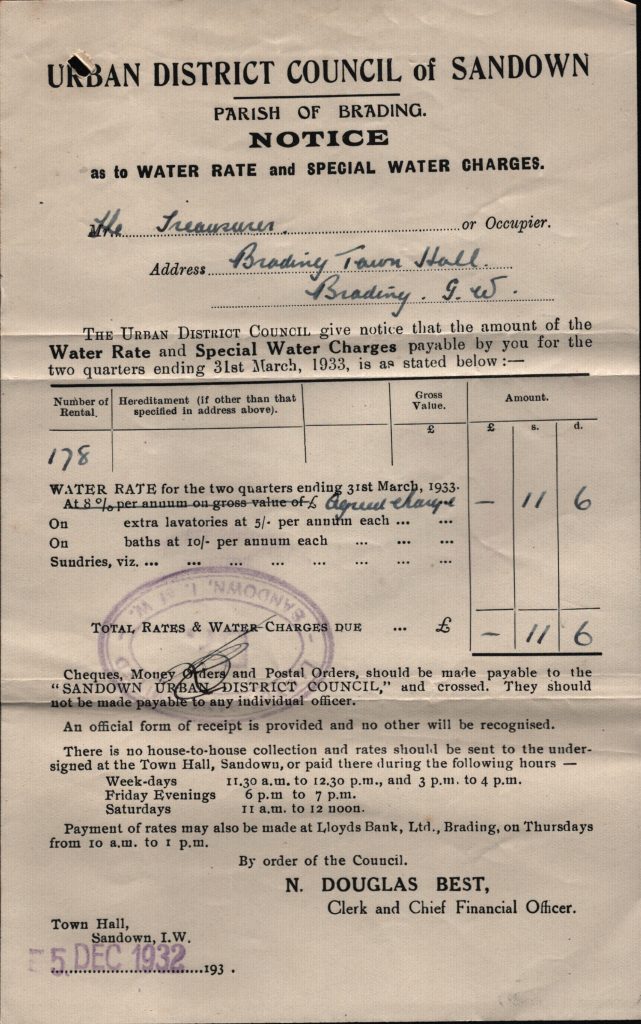 URBAN DISTRICT COUNCIL of SANDOWN
PARISH OF BRADING.
NOTICE
as to WATER RATE and SPECIAL WATER CHARGES.
The Treasurer. or Occupier.
Address Brading Town Hall.
Brading. I.W.
THE URBAN DISTRICT COUNCIL give notice that the amount of the
Water Rate and Special Water Charges payable by you for the
two quarters ending 31st March, 1933, is as stated below :—
Number of Rental. Hereditament (if other than that specified in address above). Gross Value. Amount.
£ £ s. d.
178
WATER RATE for the two quarters ending 31st March, 1933.
At 8 % per annum on gross value of £ Agreed charge — 11 6
On extra lavatories at 5/- per annum each ... ...
On baths at 10/- per annum each ... ... ...
Sundries, viz. ... ... ... ... ... ... ... ...
SANDOWN, I. of W.
TOTAL RATES & WATER CHARGES DUE ... £ — 11 6
Cheques, Money Orders and Postal Orders, should be made payable to the
"SANDOWN URBAN DISTRICT COUNCIL," and crossed. They should
not be made payable to any individual officer.
An official form of receipt is provided and no other will be recognised.
There is no house-to-house collection and rates should be sent to the under-
signed at the Town Hall, Sandown, or paid there during the following hours —
Week-days 11.30 a.m. to 12.30 p.m., and 3 p.m. to 4 p.m.
Friday Evenings 6 p.m to 7 p.m.
Saturdays 11 a.m. to 12 noon.
Payment of rates may also be made at Lloyds Bank, Ltd., Brading, on Thursdays
from 10 a.m. to 1 p.m.
By order of the Council.
N. DOUGLAS BEST,
Clerk and Chief Financial Officer.
Town Hall,
Sandown, I.W.
5 DEC 1932 193 .